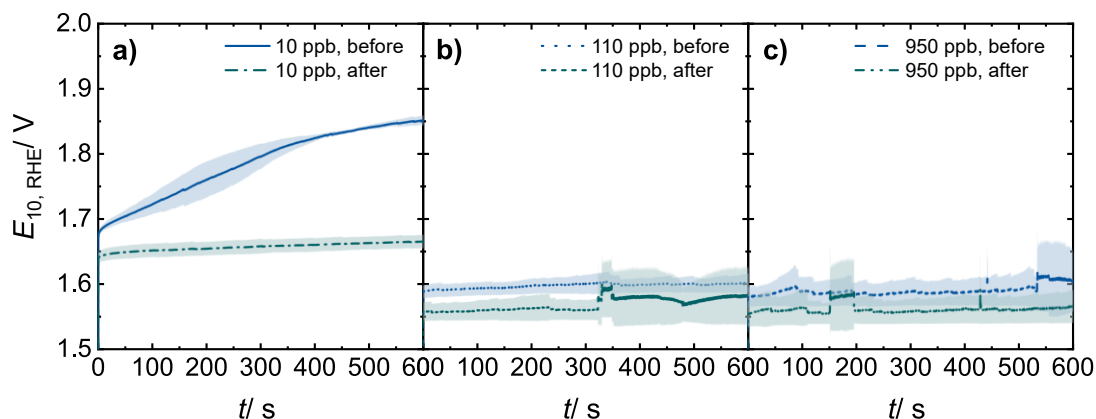 a)
10 ppb, before
10 ppb, after
b)
110 ppb, before
110 ppb, after
c)
950 ppb, before
950 ppb, after
2.0
1.9
1.8
1.7
1.6
1.5
E10, RHE/ V
0 100 200 300 400 500 600
0 100 200 300 400 500 600
0 100 200 300 400 500 600
t/ s
t/ s
t/ s